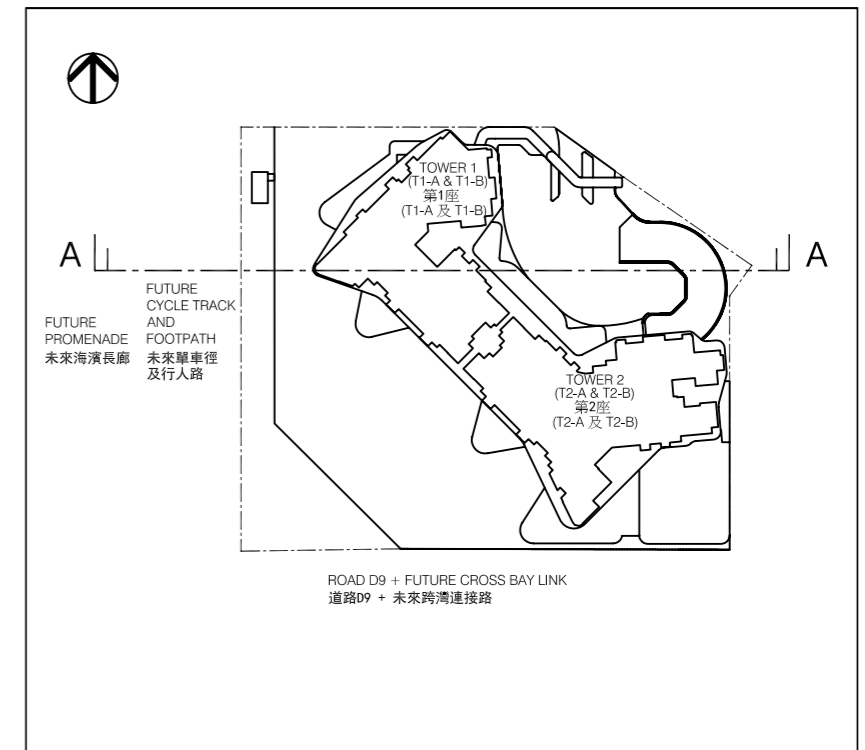 TOWER 1
(T1-A & T1-B)
第1座
(T1-A 及 T1-B)
A
A
FUTURE
PROMENADE
未來海濱長廊
FUTURE
CYCLE TRACK
AND
FOOTPATH
未來單車徑
及行人路
TOWER 2
(T2-A & T2-B)
第2座
(T2-A 及 T2-B)
ROAD D9 + FUTURE CROSS BAY LINK
道路D9 + 未來跨灣連接路